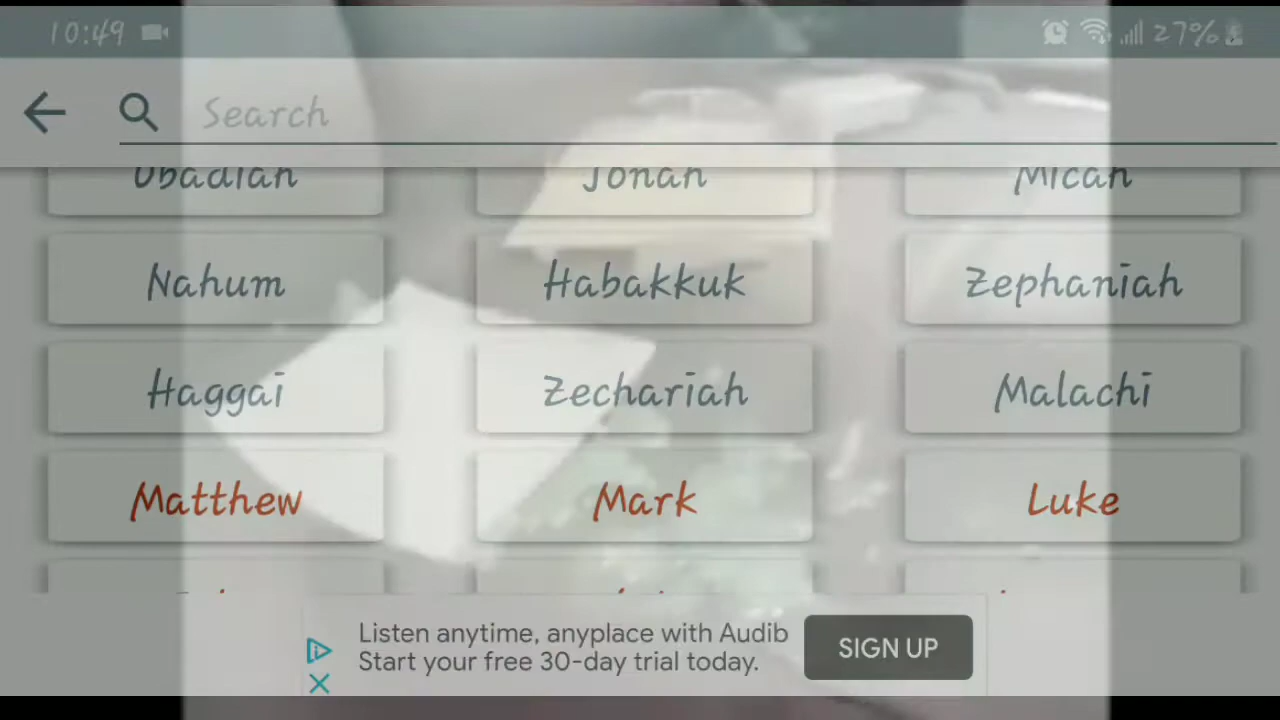 10:49 27%
Search
Obadiah Jonah Micah
Nahum Habakkuk Zephaniah
Haggai Zechariah Malachi
Matthew Mark Luke
Listen anytime, anyplace with Audib
Start your free 30-day trial today.
SIGN UP